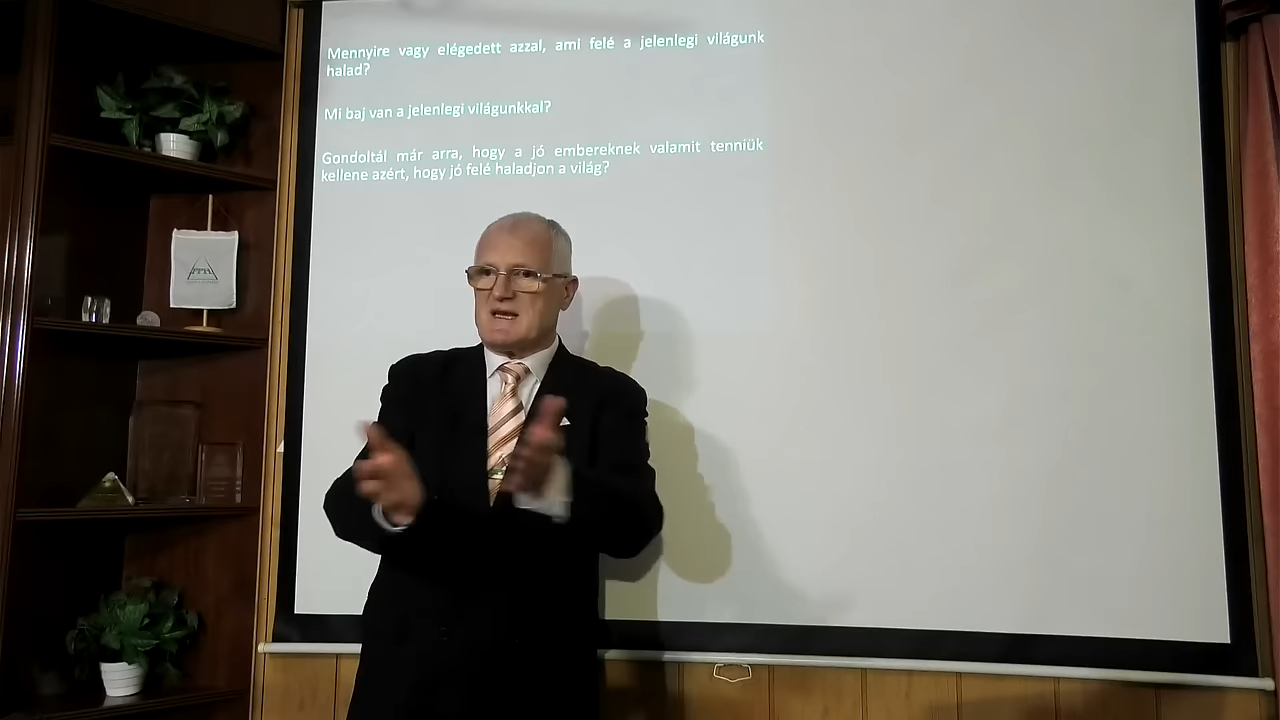 Mennyire vagy elégedett azzal, ami felé a jelenlegi világunk
halad?
Mi baj van a jelenlegi világunkkal?
Gondoltál már arra, hogy a jó embereknek valamit tenniük
kellene azért, hogy jó felé haladjon a világ?